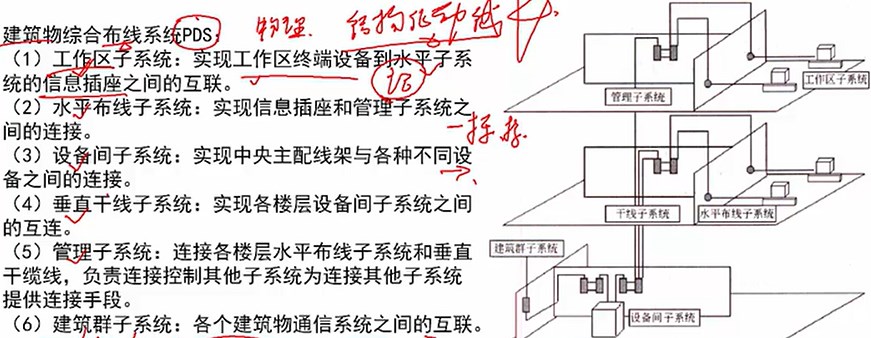 建筑物综合布线系统PDS:
物理
（1）工作区子系统：实现工作区终端设备到水平子系
统的信息插座之间的互联。
（2）水平布线子系统：实现信息插座和管理子系统之
间的连接。
（3）设备间子系统：实现中央主配线架与各种不同设
备之间的连接。
（4）垂直干线子系统：实现各楼层设备间子系统之间
的互连。
（5）管理子系统：连接各楼层水平布线子系统和垂直
干缆线，负责连接控制其他子系统为连接其他子系统
提供连接手段。
（6）建筑群子系统：各个建筑物通信系统之间的互联。
管理子系统
工作区子系统
干线子系统
水平布线子系统
建筑群子系统
设备间子系统